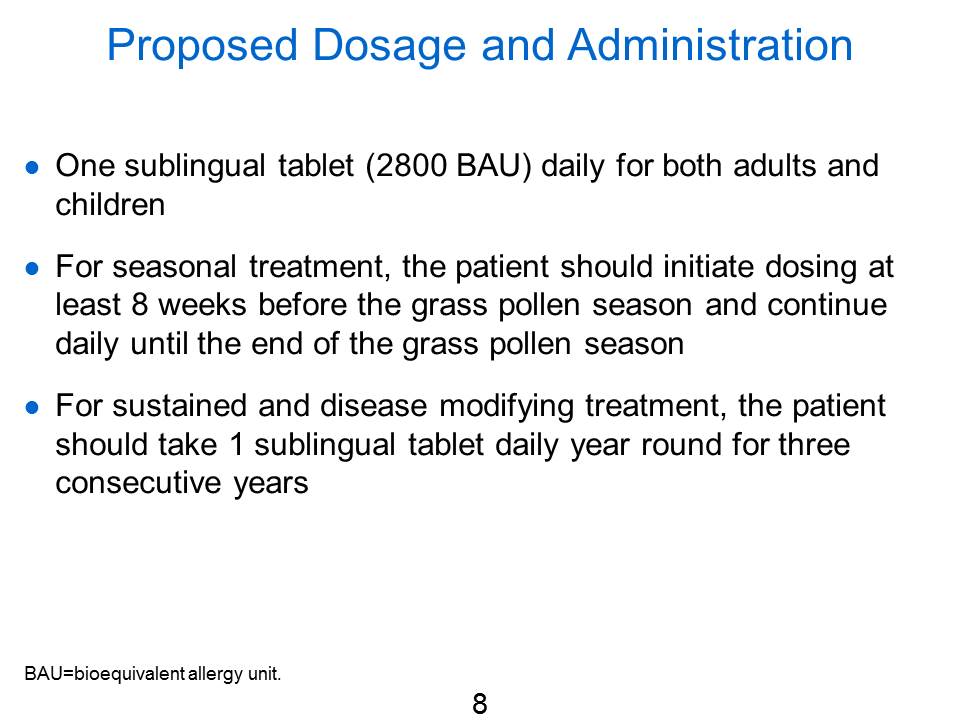 Proposed Dosage and Administration
● One sublingual tablet (2800 BAU) daily for both adults and
children
● For seasonal treatment, the patient should initiate dosing at
least 8 weeks before the grass pollen season and continue
daily until the end of the grass pollen season
● For sustained and disease modifying treatment, the patient
should take 1 sublingual tablet daily year round for three
consecutive years
BAU=bioequivalent allergy unit.
8